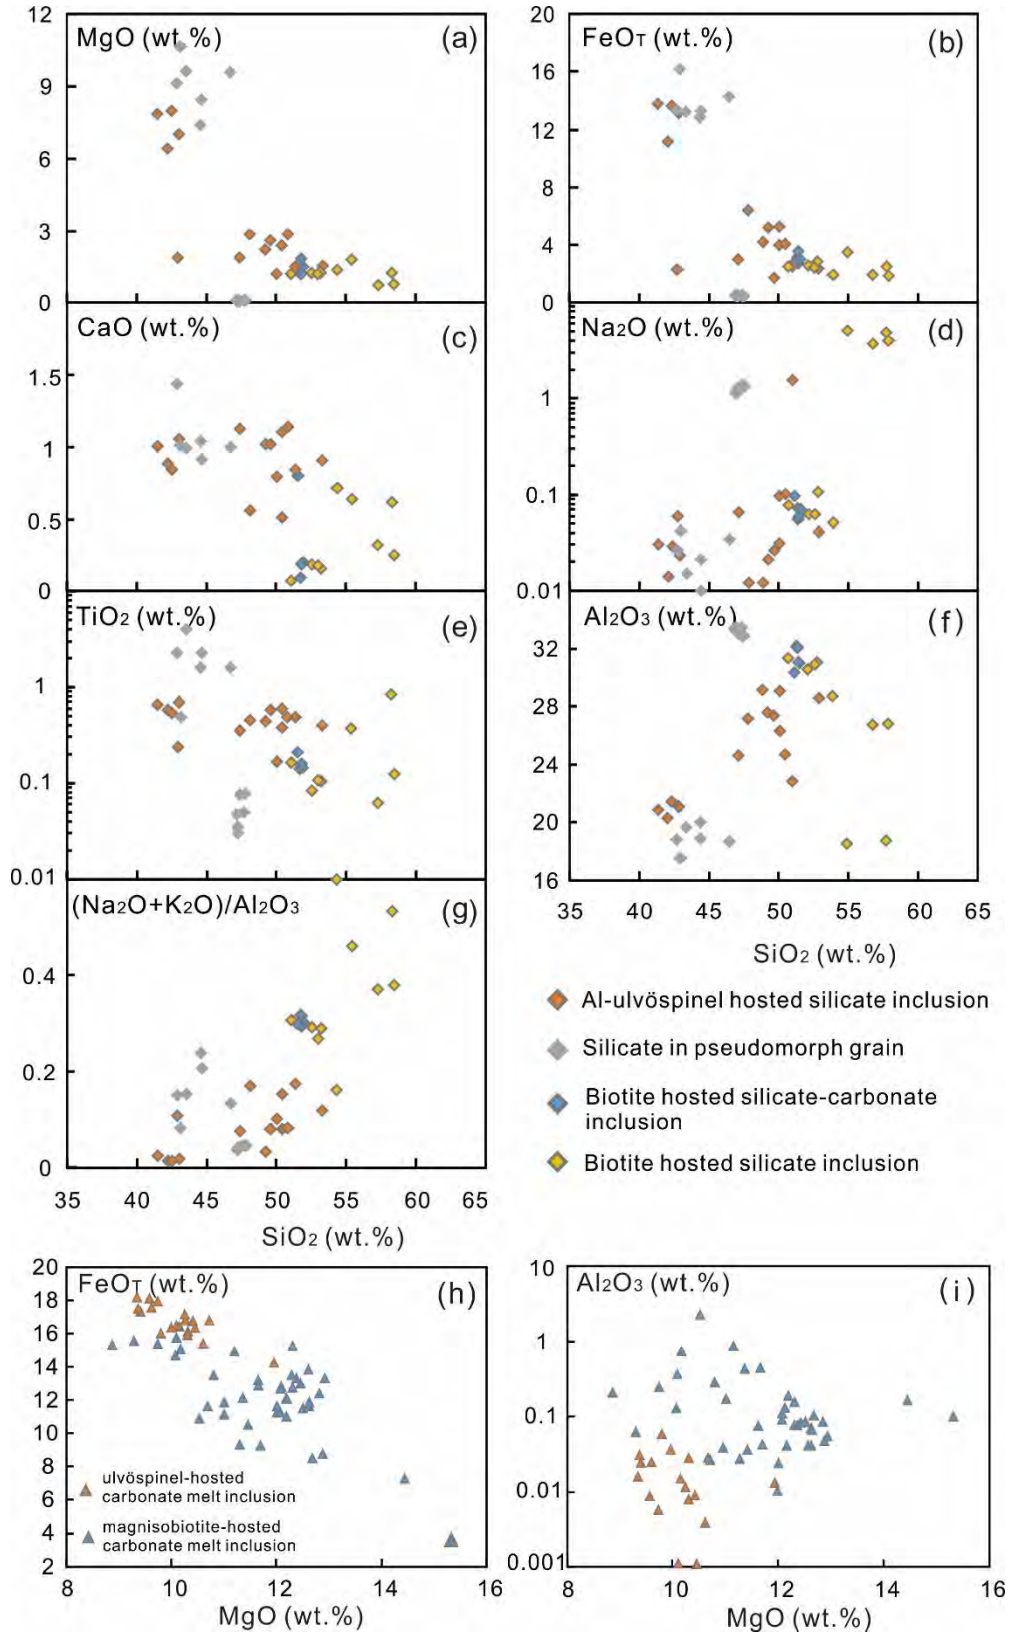 12
MgO (wt.%)
(a)
9
6
3
0
20
FeOT (wt.%)
(b)
16
12
8
4
0
CaO (wt.%)
(c)
1.5
1
0.5
0
Na2O (wt.%)
(d)
1
0.1
0.01
TiO2 (wt.%)
(e)
1
0.1
0.01
Al2O3 (wt.%)
(f)
32
28
24
20
16
35 45 55 65
SiO2 (wt.%)
(Na2O+K2O)/Al2O3
(g)
0.4
0.2
0
35 40 45 50 55 60 65
SiO2 (wt.%)
Al-ulvöspinel hosted silicate inclusion
Silicate in pseudomorph grain
Biotite hosted silicate-carbonate
inclusion
Biotite hosted silicate inclusion
20
FeOT (wt.%)
(h)
18
16
14
12
10
8
6
4
2
ulvöspinel-hosted
carbonate melt inclusion
magnisobiotite-hosted
carbonate melt inclusion
8 10 12 14 16
MgO (wt.%)
10
Al2O3 (wt.%)
(i)
1
0.1
0.01
0.001
8 10 12 14 16
MgO (wt.%)